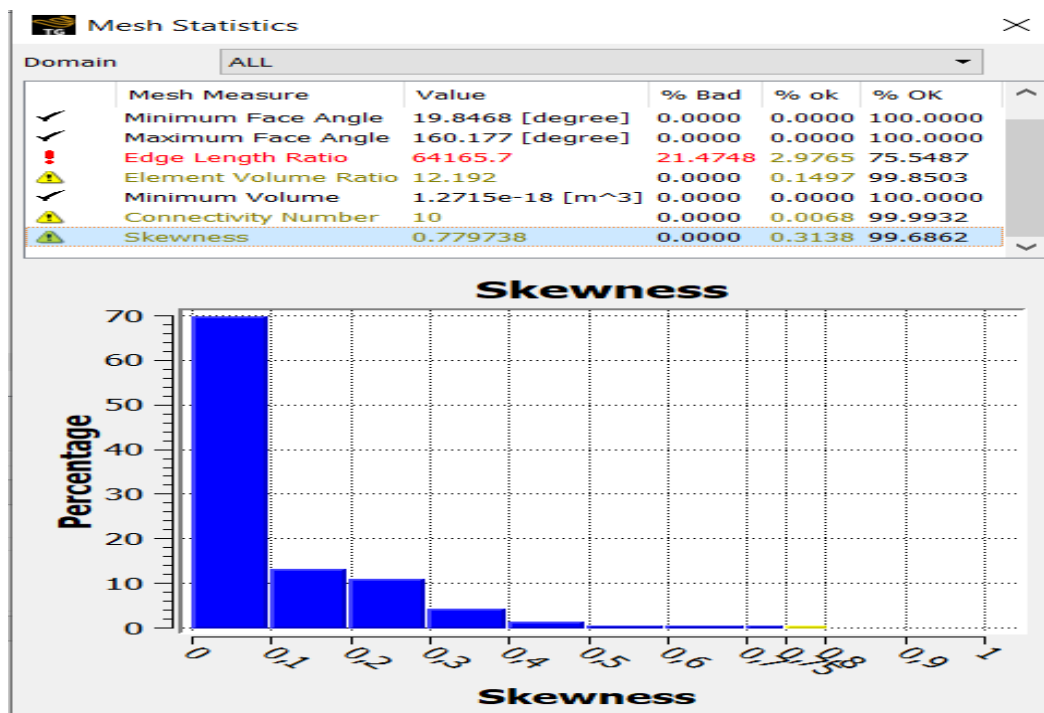 TG Mesh Statistics
Domain ALL
Mesh Measure Value % Bad % ok % OK
Minimum Face Angle 19.8468 [degree] 0.0000 0.0000 100.0000
Maximum Face Angle 160.177 [degree] 0.0000 0.0000 100.0000
Edge Length Ratio 64165.7 21.4748 2.9765 75.5487
Element Volume Ratio 12.192 0.0000 0.1497 99.8503
Minimum Volume 1.2715e-18 [m^3] 0.0000 0.0000 100.0000
Connectivity Number 10 0.0000 0.0068 99.9932
Skewness 0.779738 0.0000 0.3138 99.6862
Skewness
70
60
50
40
30
20
10
0
Percentage
0 0,1 0,2 0,3 0,4 0,5 0,6 0,7 0,75 0,8 0,9 1
Skewness